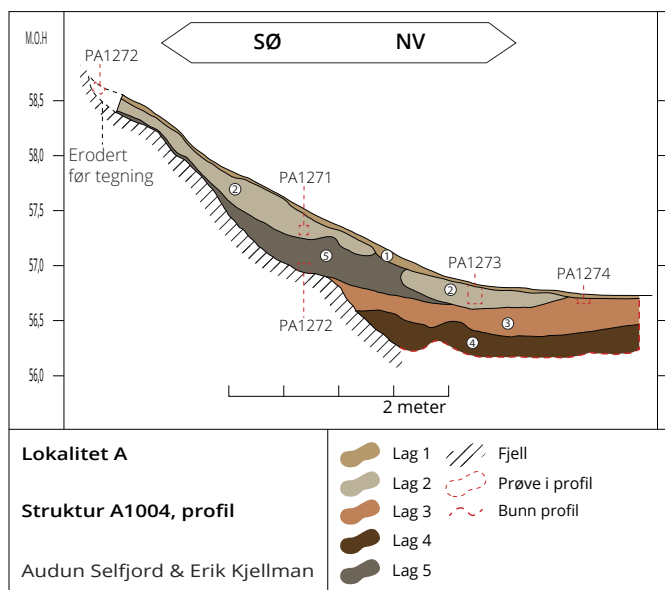 M.O.H
SØ NV
PA1272
58,5
58,0
57,5
57,0
56,5
56,0
Erodert
før tegning
PA1271
2
5
1
2
PA1273
PA1274
PA1272
3
4
2 meter
Lokalitet A
Struktur A1004, profil
Audun Selfjord & Erik Kjellman
Lag 1
Lag 2
Lag 3
Lag 4
Lag 5
Fjell
Prøve i profil
Bunn profil